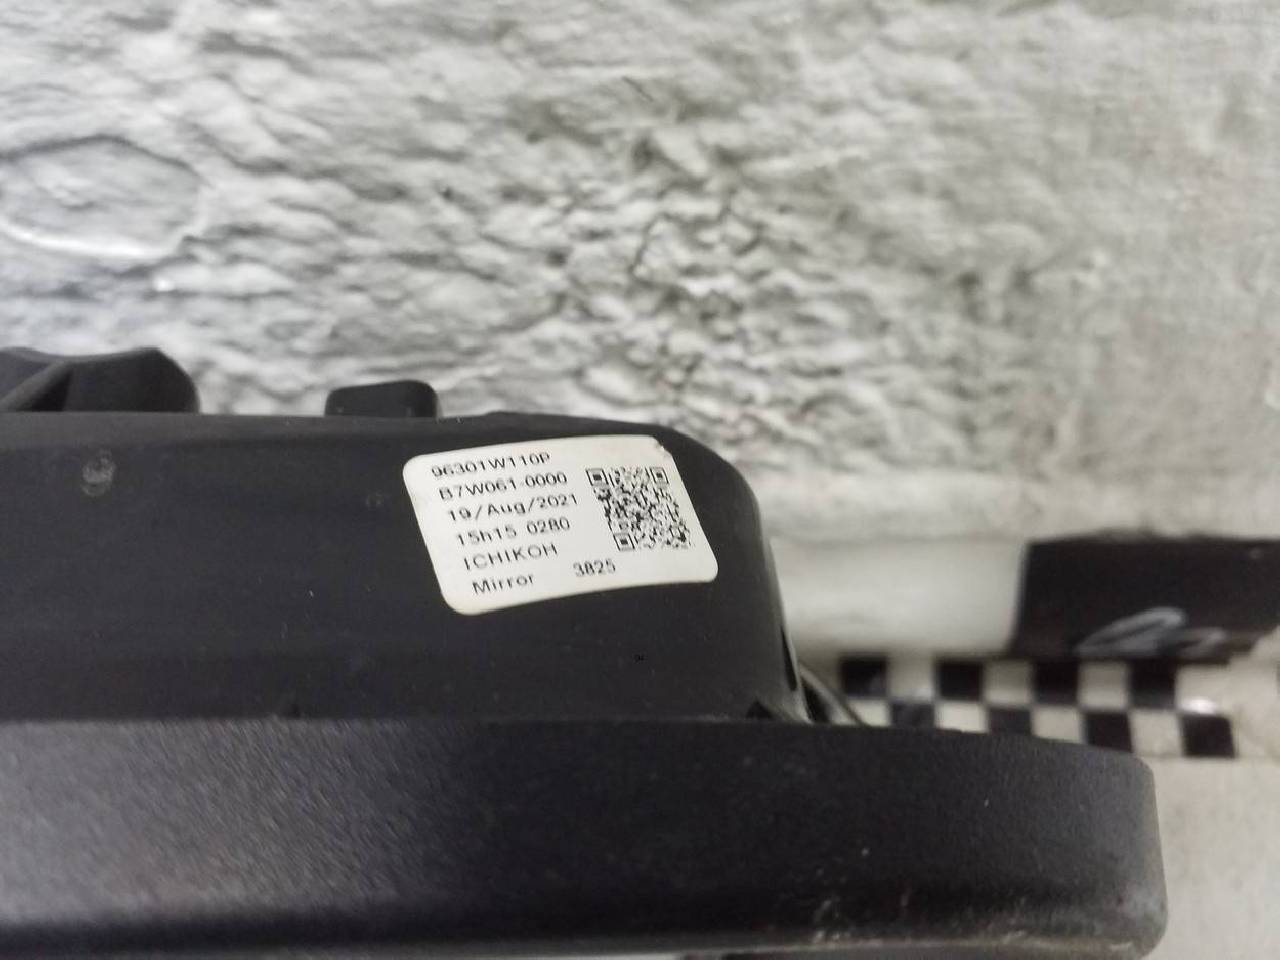 96301W110P
B7W061-0000
19/Aug/2021
15h15 0280
ICHIKOH
Mirror 3825